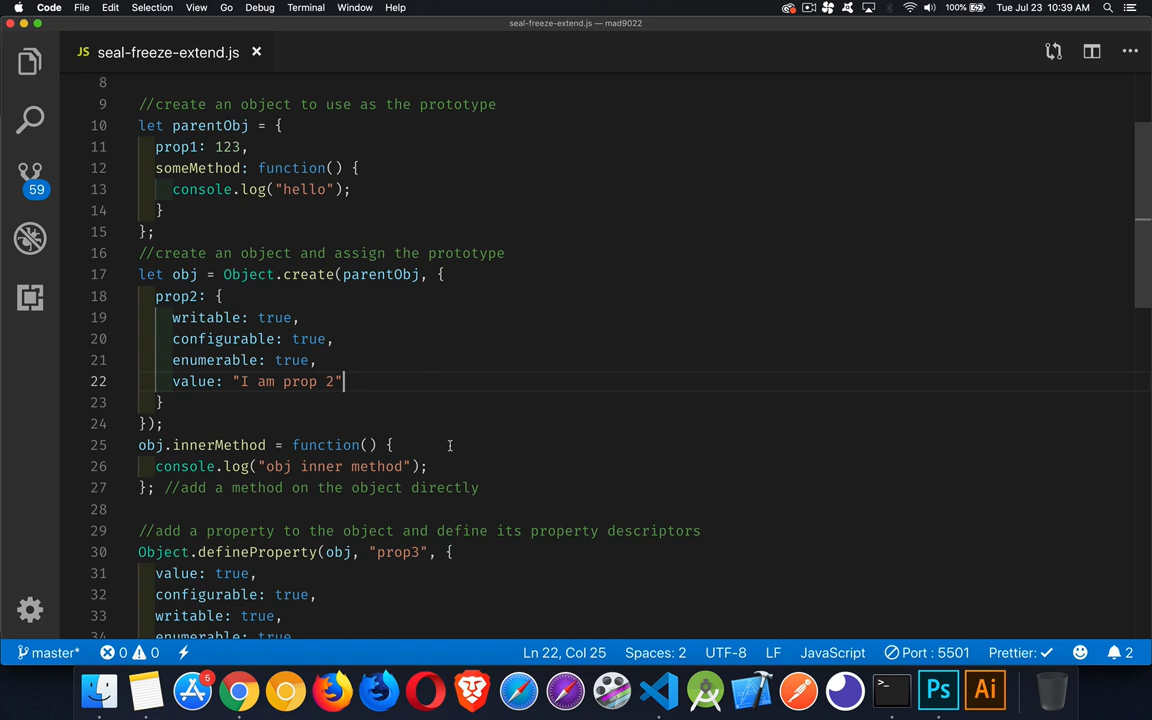 Code File Edit Selection View Go Debug Terminal Window Help 100% Tue Jul 23 10:39 AM
seal-freeze-extend.js — mad9022
JS seal-freeze-extend.js
8
9 //create an object to use as the prototype
10 let parentObj = {
11 prop1: 123,
12 someMethod: function() {
13 console.log("hello");
14 }
15 };
16 //create an object and assign the prototype
17 let obj = Object.create(parentObj, {
18 prop2: {
19 writable: true,
20 configurable: true,
21 enumerable: true,
22 value: "I am prop 2"
23 }
24 });
25 obj.innerMethod = function() {
26 console.log("obj inner method");
27 }; //add a method on the object directly
28
29 //add a property to the object and define its property descriptors
30 Object.defineProperty(obj, "prop3", {
31 value: true,
32 configurable: true,
33 writable: true,
34 enumerable: true
59
master* 0 0 Ln 22, Col 25 Spaces: 2 UTF-8 LF JavaScript Port : 5501 Prettier: 2
5
>_
Ps
Ai